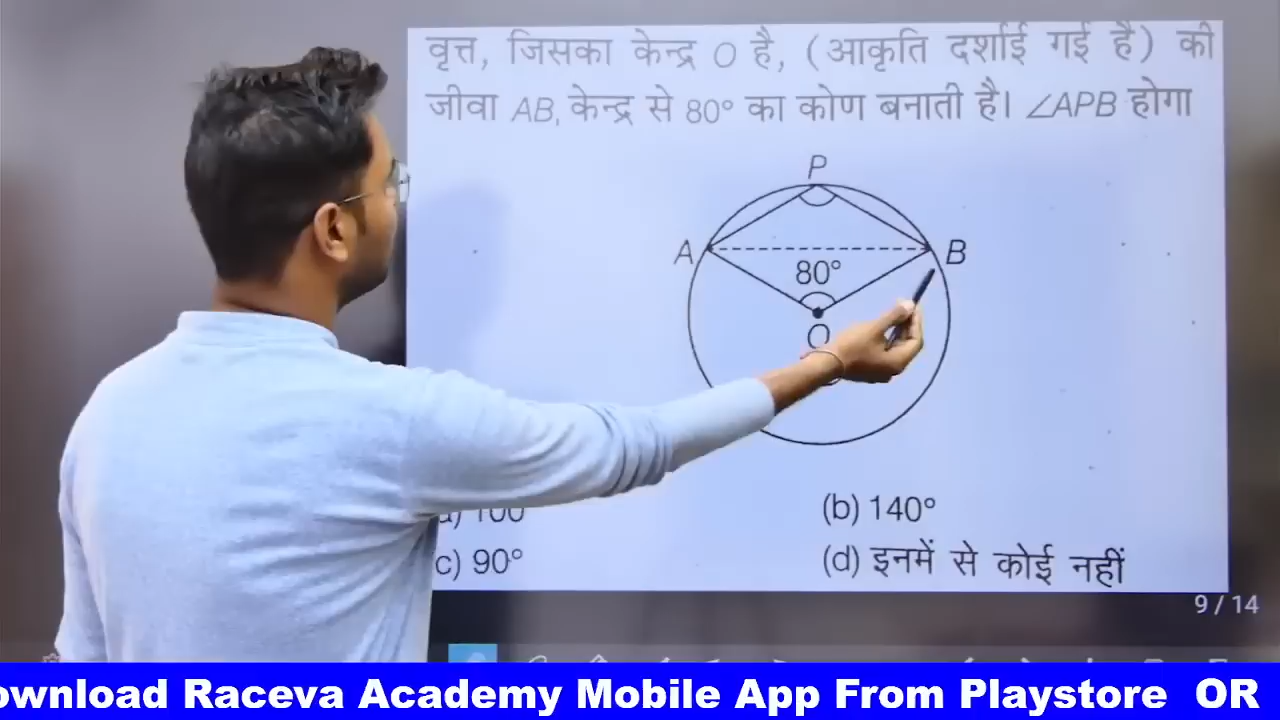 वृत्त, जिसका केन्द्र O है, (आकृति दर्शाई गई है) की
जीवा AB, केन्द्र से 80° का कोण बनाती है। ∠APB होगा
P
A
B
80°
O
a) 100
(b) 140°
c) 90°
(d) इनमें से कोई नहीं
9 / 14
ownload Raceva Academy Mobile App From Playstore OR